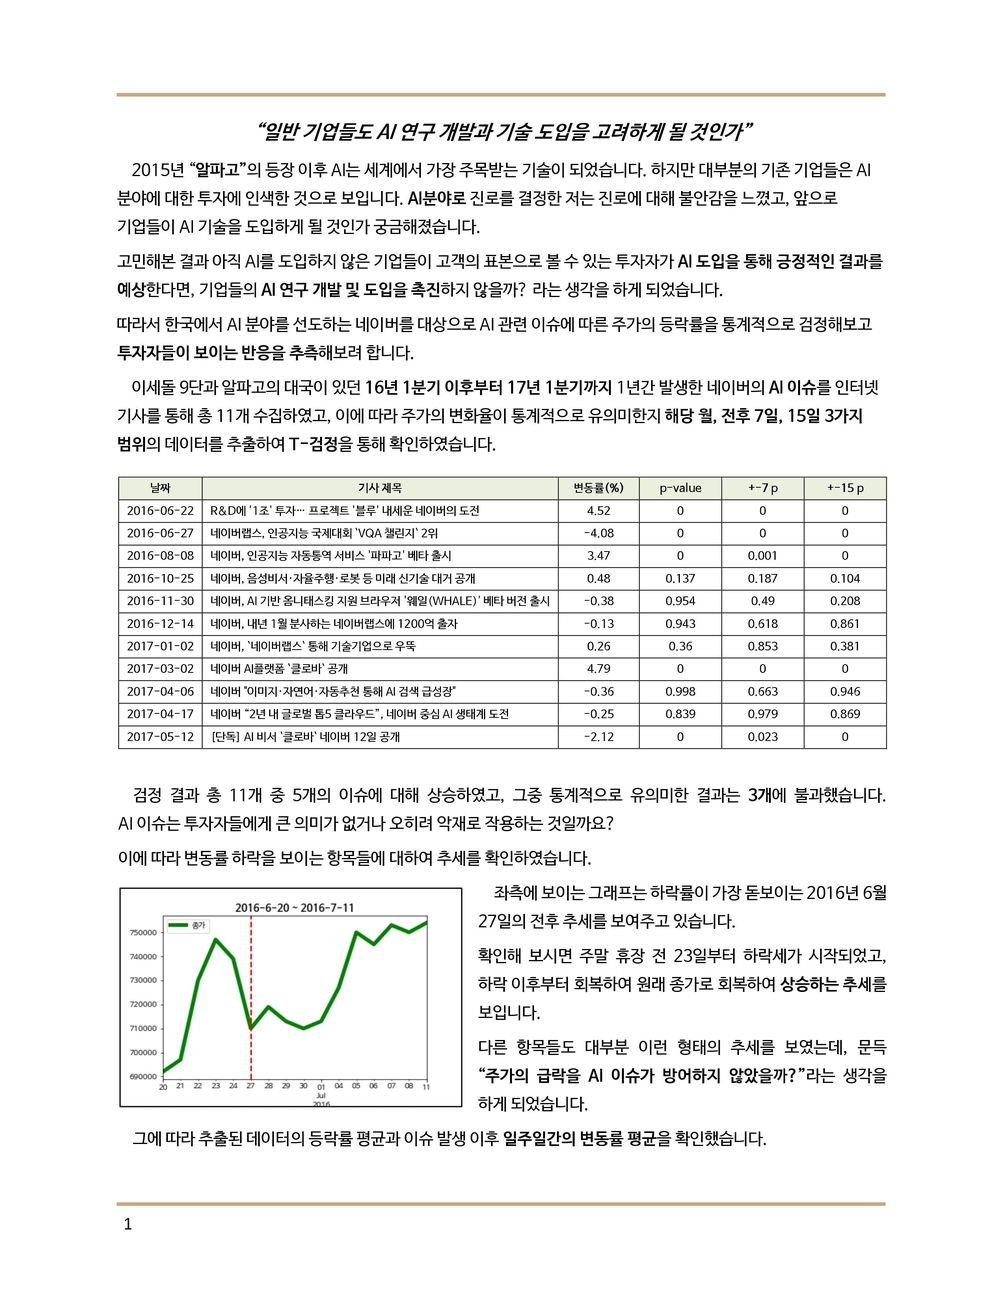 “일반 기업들도 AI 연구 개발과 기술 도입을 고려하게 될 것인가”
2015년 “알파고”의 등장 이후 AI는 세계에서 가장 주목받는 기술이 되었습니다. 하지만 대부분의 기존 기업들은 AI
분야에 대한 투자에 인색한 것으로 보입니다. AI분야로 진로를 결정한 저는 진로에 대해 불안감을 느꼈고, 앞으로
기업들이 AI 기술을 도입하게 될 것인가 궁금해졌습니다.
고민해본 결과 아직 AI를 도입하지 않은 기업들이 고객의 표본으로 볼 수 있는 투자자가 AI 도입을 통해 긍정적인 결과를
예상한다면, 기업들의 AI 연구 개발 및 도입을 촉진하지 않을까? 라는 생각을 하게 되었습니다.
따라서 한국에서 AI 분야를 선도하는 네이버를 대상으로 AI 관련 이슈에 따른 주가의 등락률을 통계적으로 검정해보고
투자자들이 보이는 반응을 추측해보려 합니다.
이세돌 9단과 알파고의 대국이 있던 16년 1분기 이후부터 17년 1분기까지 1년간 발생한 네이버의 AI 이슈를 인터넷
기사를 통해 총 11개 수집하였고, 이에 따라 주가의 변화율이 통계적으로 유의미한지 해당 월, 전후 7일, 15일 3가지
범위의 데이터를 추출하여 T-검정을 통해 확인하였습니다.
날짜 기사 제목 변동률(%) p-value +-7 p +-15 p
2016-06-22 R&D에 '1조' 투자… 프로젝트 '블루' 내세운 네이버의 도전 4.52 0 0 0
2016-06-27 네이버랩스, 인공지능 국제대회 `VQA 챌린지` 2위 -4.08 0 0 0
2016-08-08 네이버, 인공지능 자동통역 서비스 '파파고' 베타 출시 3.47 0 0.001 0
2016-10-25 네이버, 음성비서·자율주행·로봇 등 미래 신기술 대거 공개 0.48 0.137 0.187 0.104
2016-11-30 네이버, AI 기반 옴니태스킹 지원 브라우저 '웨일(WHALE)' 베타 버전 출시 -0.38 0.954 0.49 0.208
2016-12-14 네이버, 내년 1월 분사하는 네이버랩스에 1200억 출자 -0.13 0.943 0.618 0.861
2017-01-02 네이버, `네이버랩스` 통해 기술기업으로 우뚝 0.26 0.36 0.853 0.381
2017-03-02 네이버 AI플랫폼 `클로바` 공개 4.79 0 0 0
2017-04-06 네이버 "이미지·자연어·자동추천 통해 AI 검색 급성장" -0.36 0.998 0.663 0.946
2017-04-17 네이버 “2년 내 글로벌 톱5 클라우드”, 네이버 중심 AI 생태계 도전 -0.25 0.839 0.979 0.869
2017-05-12 [단독] AI 비서 `클로바` 네이버 12일 공개 -2.12 0 0.023 0
검정 결과 총 11개 중 5개의 이슈에 대해 상승하였고, 그중 통계적으로 유의미한 결과는 3개에 불과했습니다.
AI 이슈는 투자자들에게 큰 의미가 없거나 오히려 악재로 작용하는 것일까요?
이에 따라 변동률 하락을 보이는 항목들에 대하여 추세를 확인하였습니다.
2016-6-20 ~ 2016-7-11
종가
750000
740000
730000
720000
710000
700000
690000
20 21 22 23 24 27 28 29 30 01 04 05 06 07 08 11
Jul
2016
좌측에 보이는 그래프는 하락률이 가장 돋보이는 2016년 6월
27일의 전후 추세를 보여주고 있습니다.
확인해 보시면 주말 휴장 전 23일부터 하락세가 시작되었고,
하락 이후부터 회복하여 원래 종가로 회복하여 상승하는 추세를
보입니다.
다른 항목들도 대부분 이런 형태의 추세를 보였는데, 문득
“주가의 급락을 AI 이슈가 방어하지 않았을까?”라는 생각을
하게 되었습니다.
그에 따라 추출된 데이터의 등락률 평균과 이슈 발생 이후 일주일간의 변동률 평균을 확인했습니다.
1